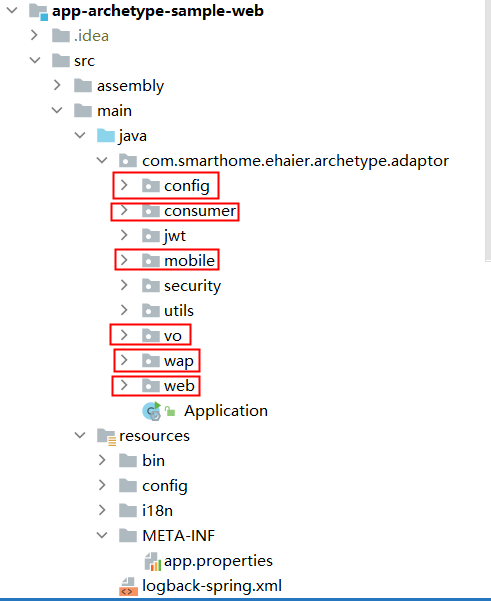 app-archetype-sample-web
.idea
src
assembly
main
java
com.smarthome.ehaier.archetype.adaptor
config
consumer
jwt
mobile
security
utils
vo
wap
web
Application
resources
bin
config
i18n
META-INF
app.properties
logback-spring.xml